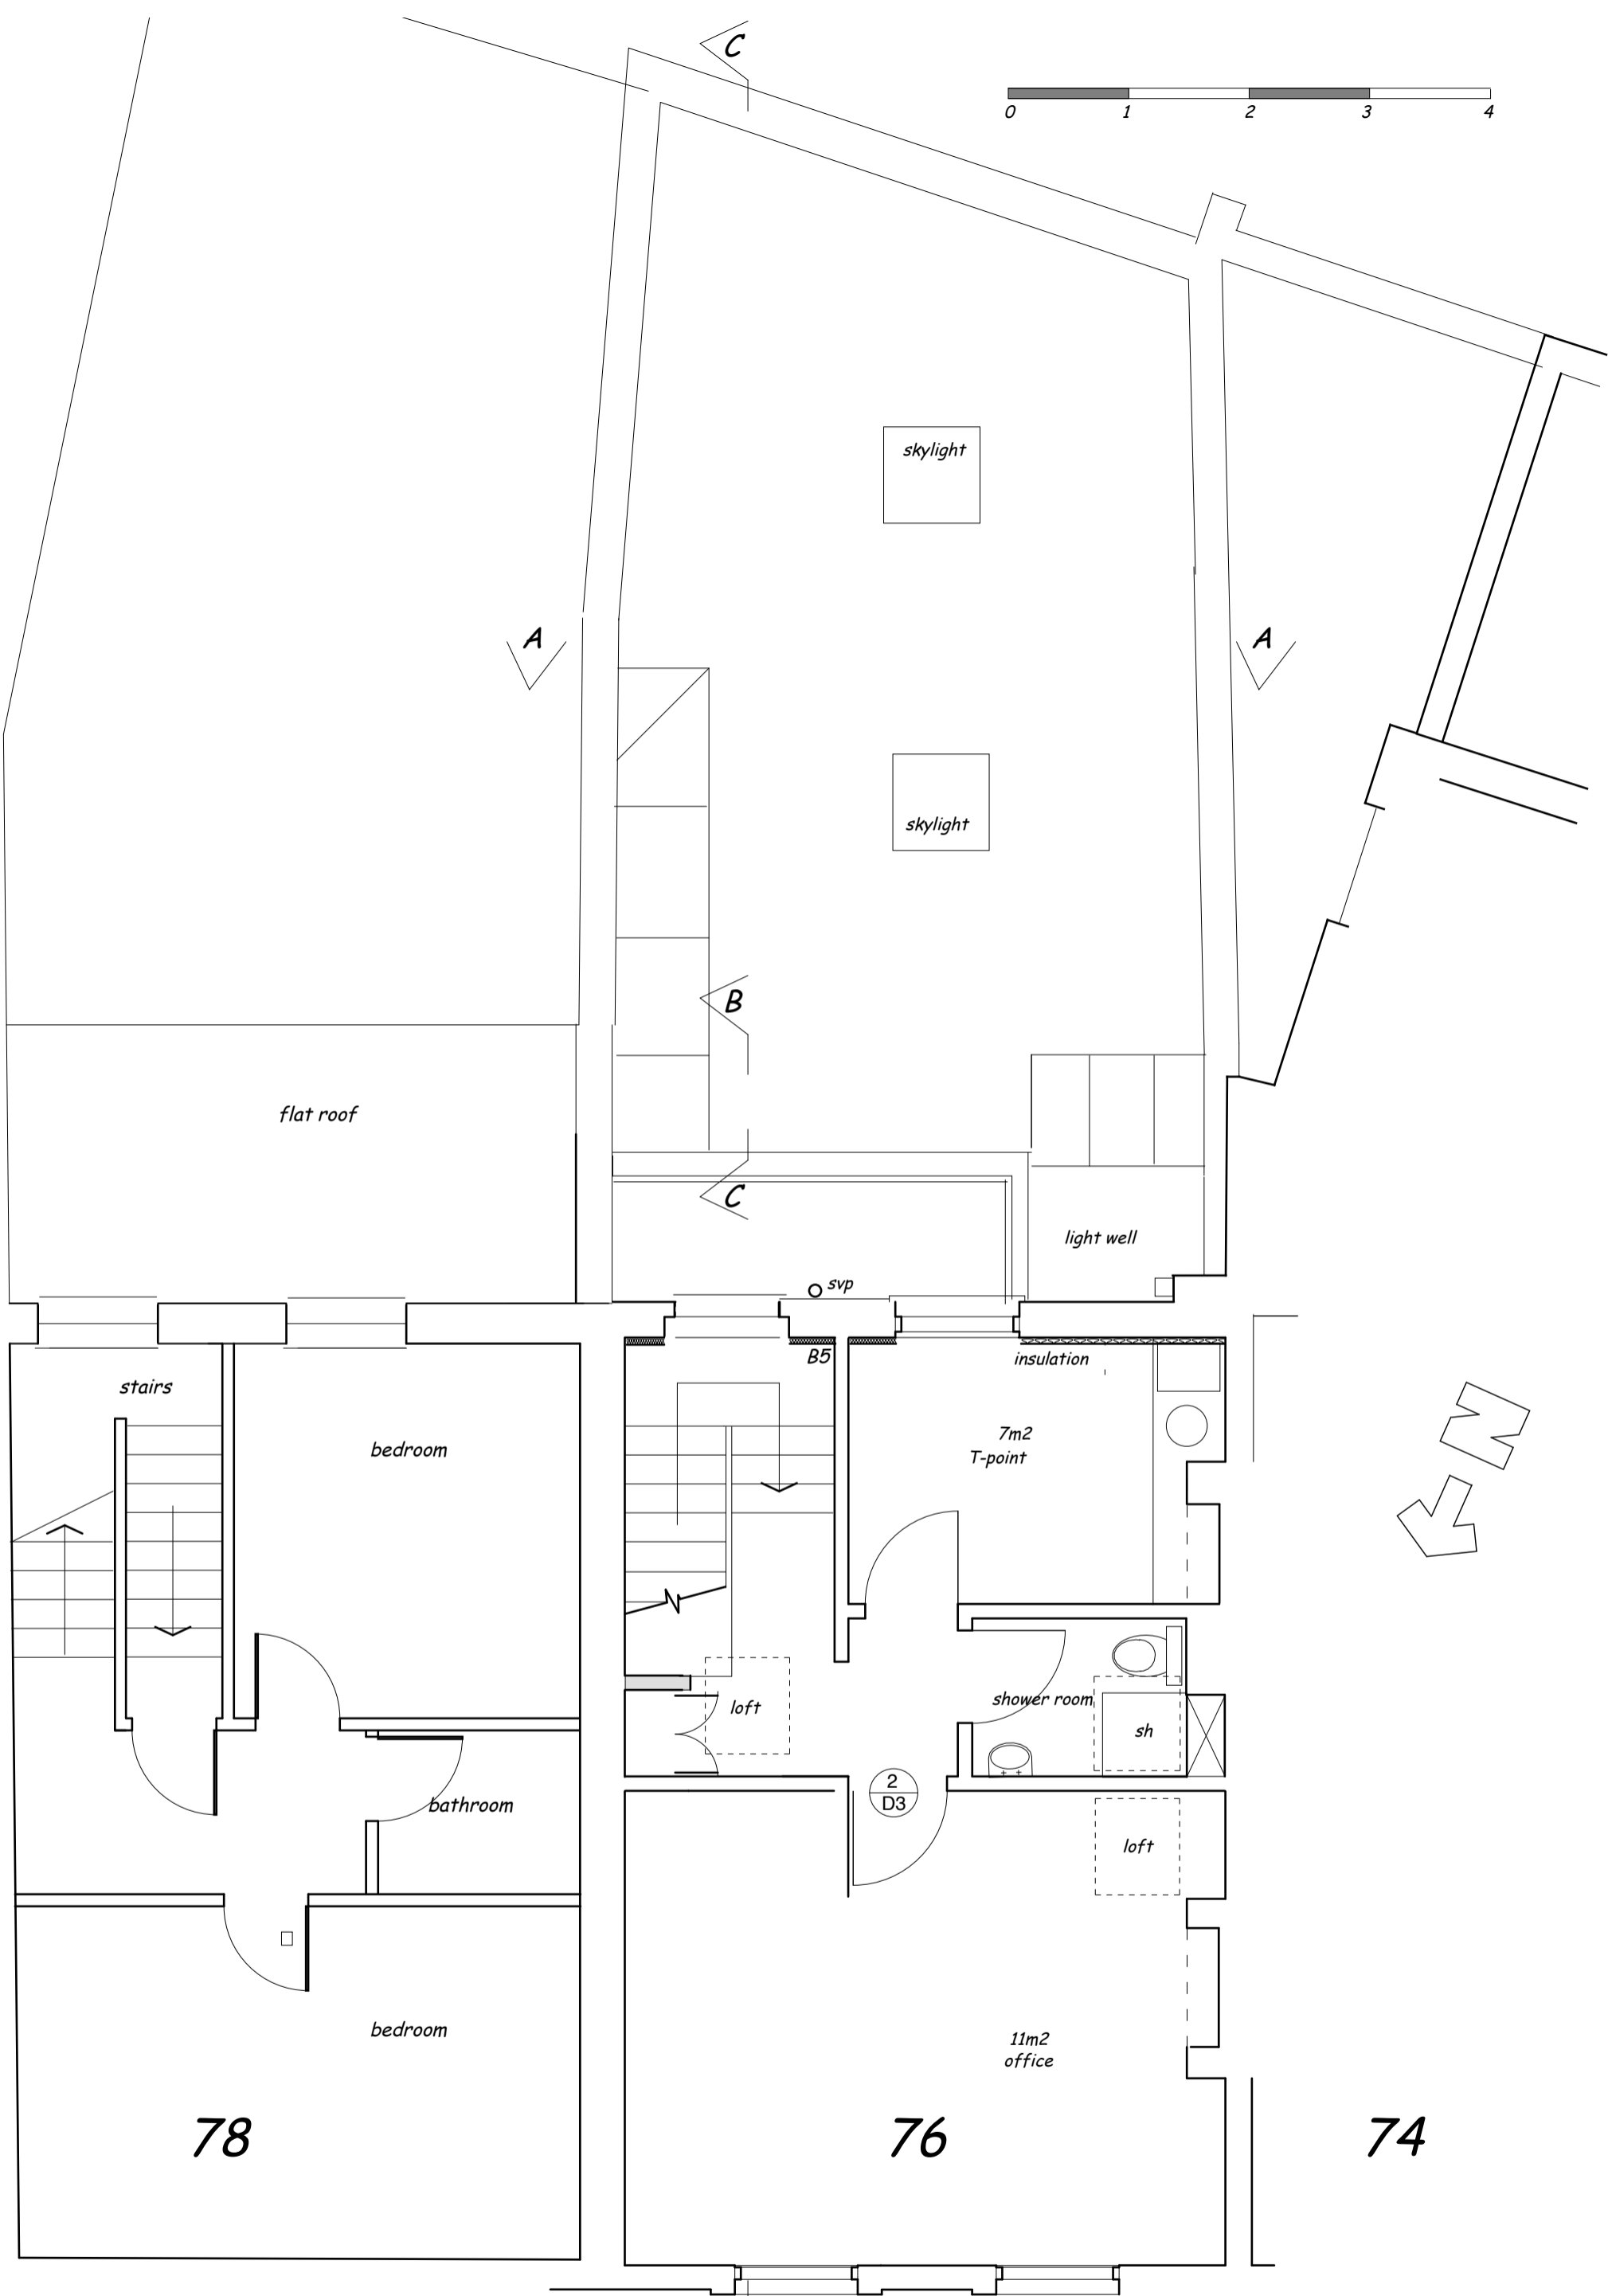 C
0 1 2 3 4
skylight
A
A
skylight
B
flat roof
C
light well
svp
B5
insulation
stairs
bedroom
7m2
T-point
N
shower room
loft
sh
2
D3
bathroom
loft
bedroom
11m2
office
78
76
74